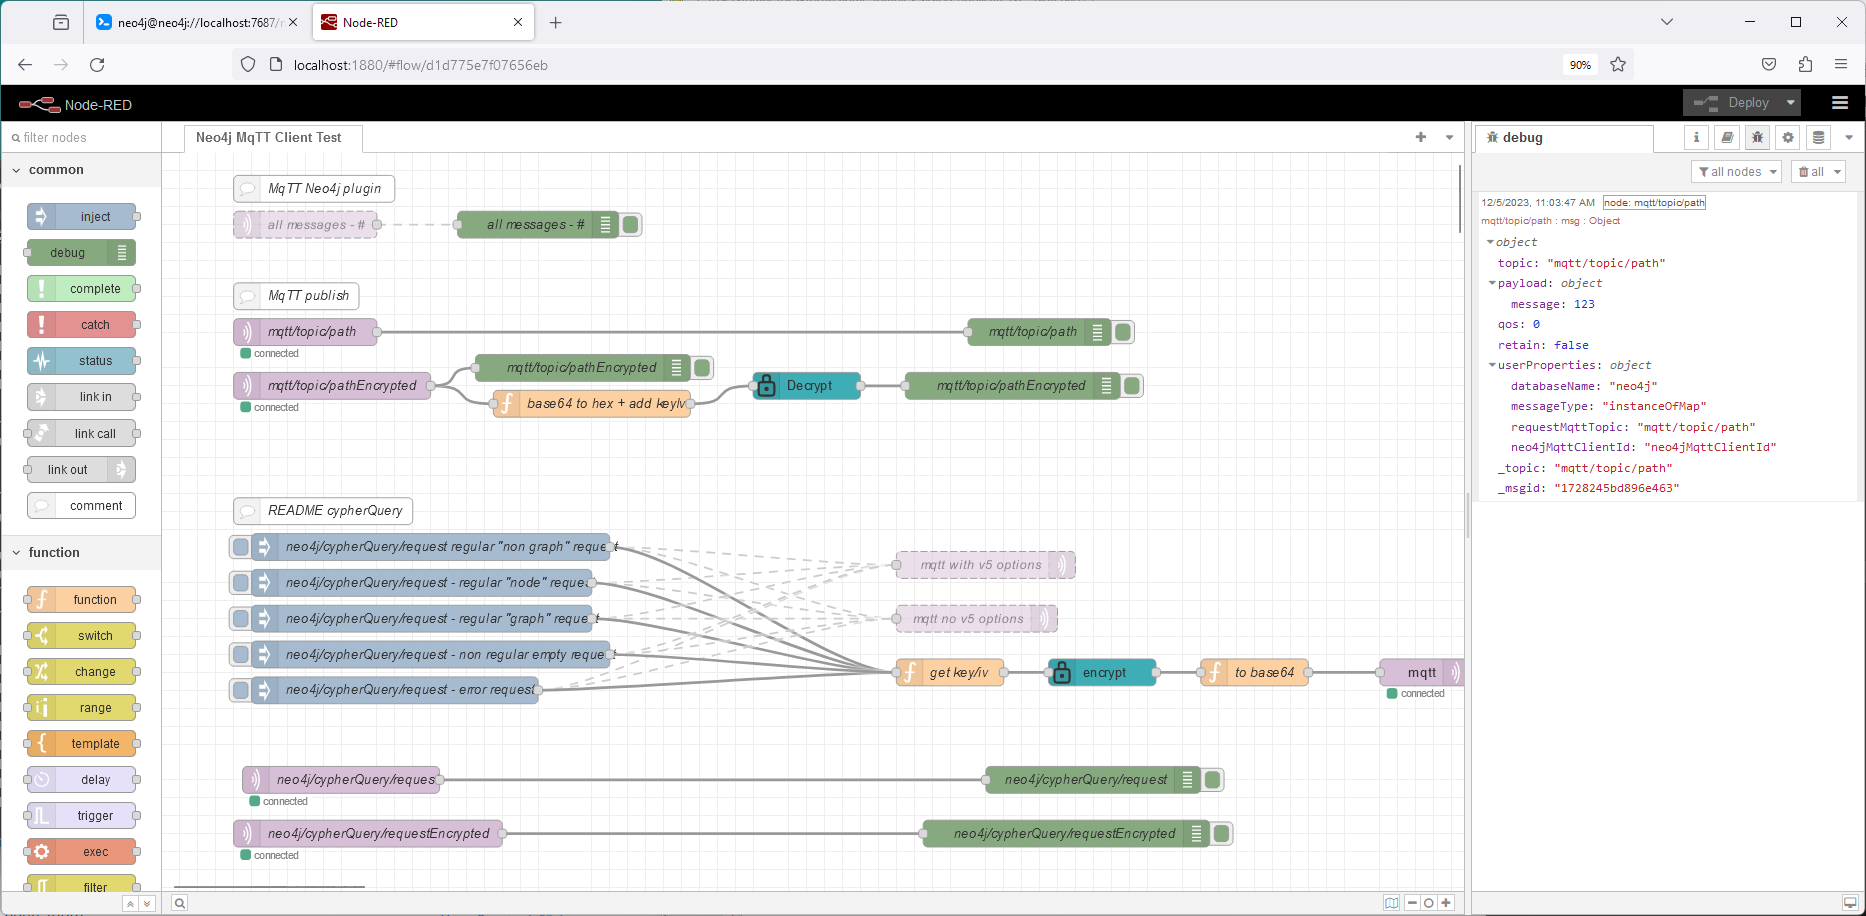 neo4j@neo4j://localhost:7687/
Node-RED
localhost:1880/#flow/d1d775e7f07656eb
90%
Node-RED
Deploy
filter nodes
Neo4j MqTT Client Test
debug
common
inject
debug
complete
catch
status
link in
link call
link out
comment
function
function
switch
change
range
template
delay
trigger
exec
filter
MqTT Neo4j plugin
all messages - #
all messages - #
MqTT publish
mqtt/topic/path
connected
mqtt/topic/path
mqtt/topic/pathEncrypted
connected
mqtt/topic/pathEncrypted
base64 to hex + add key/iv
Decrypt
mqtt/topic/pathEncrypted
README cypherQuery
neo4j/cypherQuery/request regular "non graph" request
neo4j/cypherQuery/request - regular "node" reque
neo4j/cypherQuery/request - regular "graph" request
neo4j/cypherQuery/request - non regular empty request
neo4j/cypherQuery/request - error request
mqtt with v5 options
mqtt no v5 options
get key/iv
encrypt
to base64
mqtt
connected
neo4j/cypherQuery/reques
connected
neo4j/cypherQuery/request
neo4j/cypherQuery/requestEncrypted
connected
neo4j/cypherQuery/requestEncrypted
all nodes
all
12/5/2023, 11:03:47 AM node: mqtt/topic/path
mqtt/topic/path : msg : Object
object
topic: "mqtt/topic/path"
payload: object
message: 123
qos: 0
retain: false
userProperties: object
databaseName: "neo4j"
messageType: "instanceOfMap"
requestMqttTopic: "mqtt/topic/path"
neo4jMqttClientId: "neo4jMqttClientId"
_topic: "mqtt/topic/path"
_msgid: "1728245bd896e463"